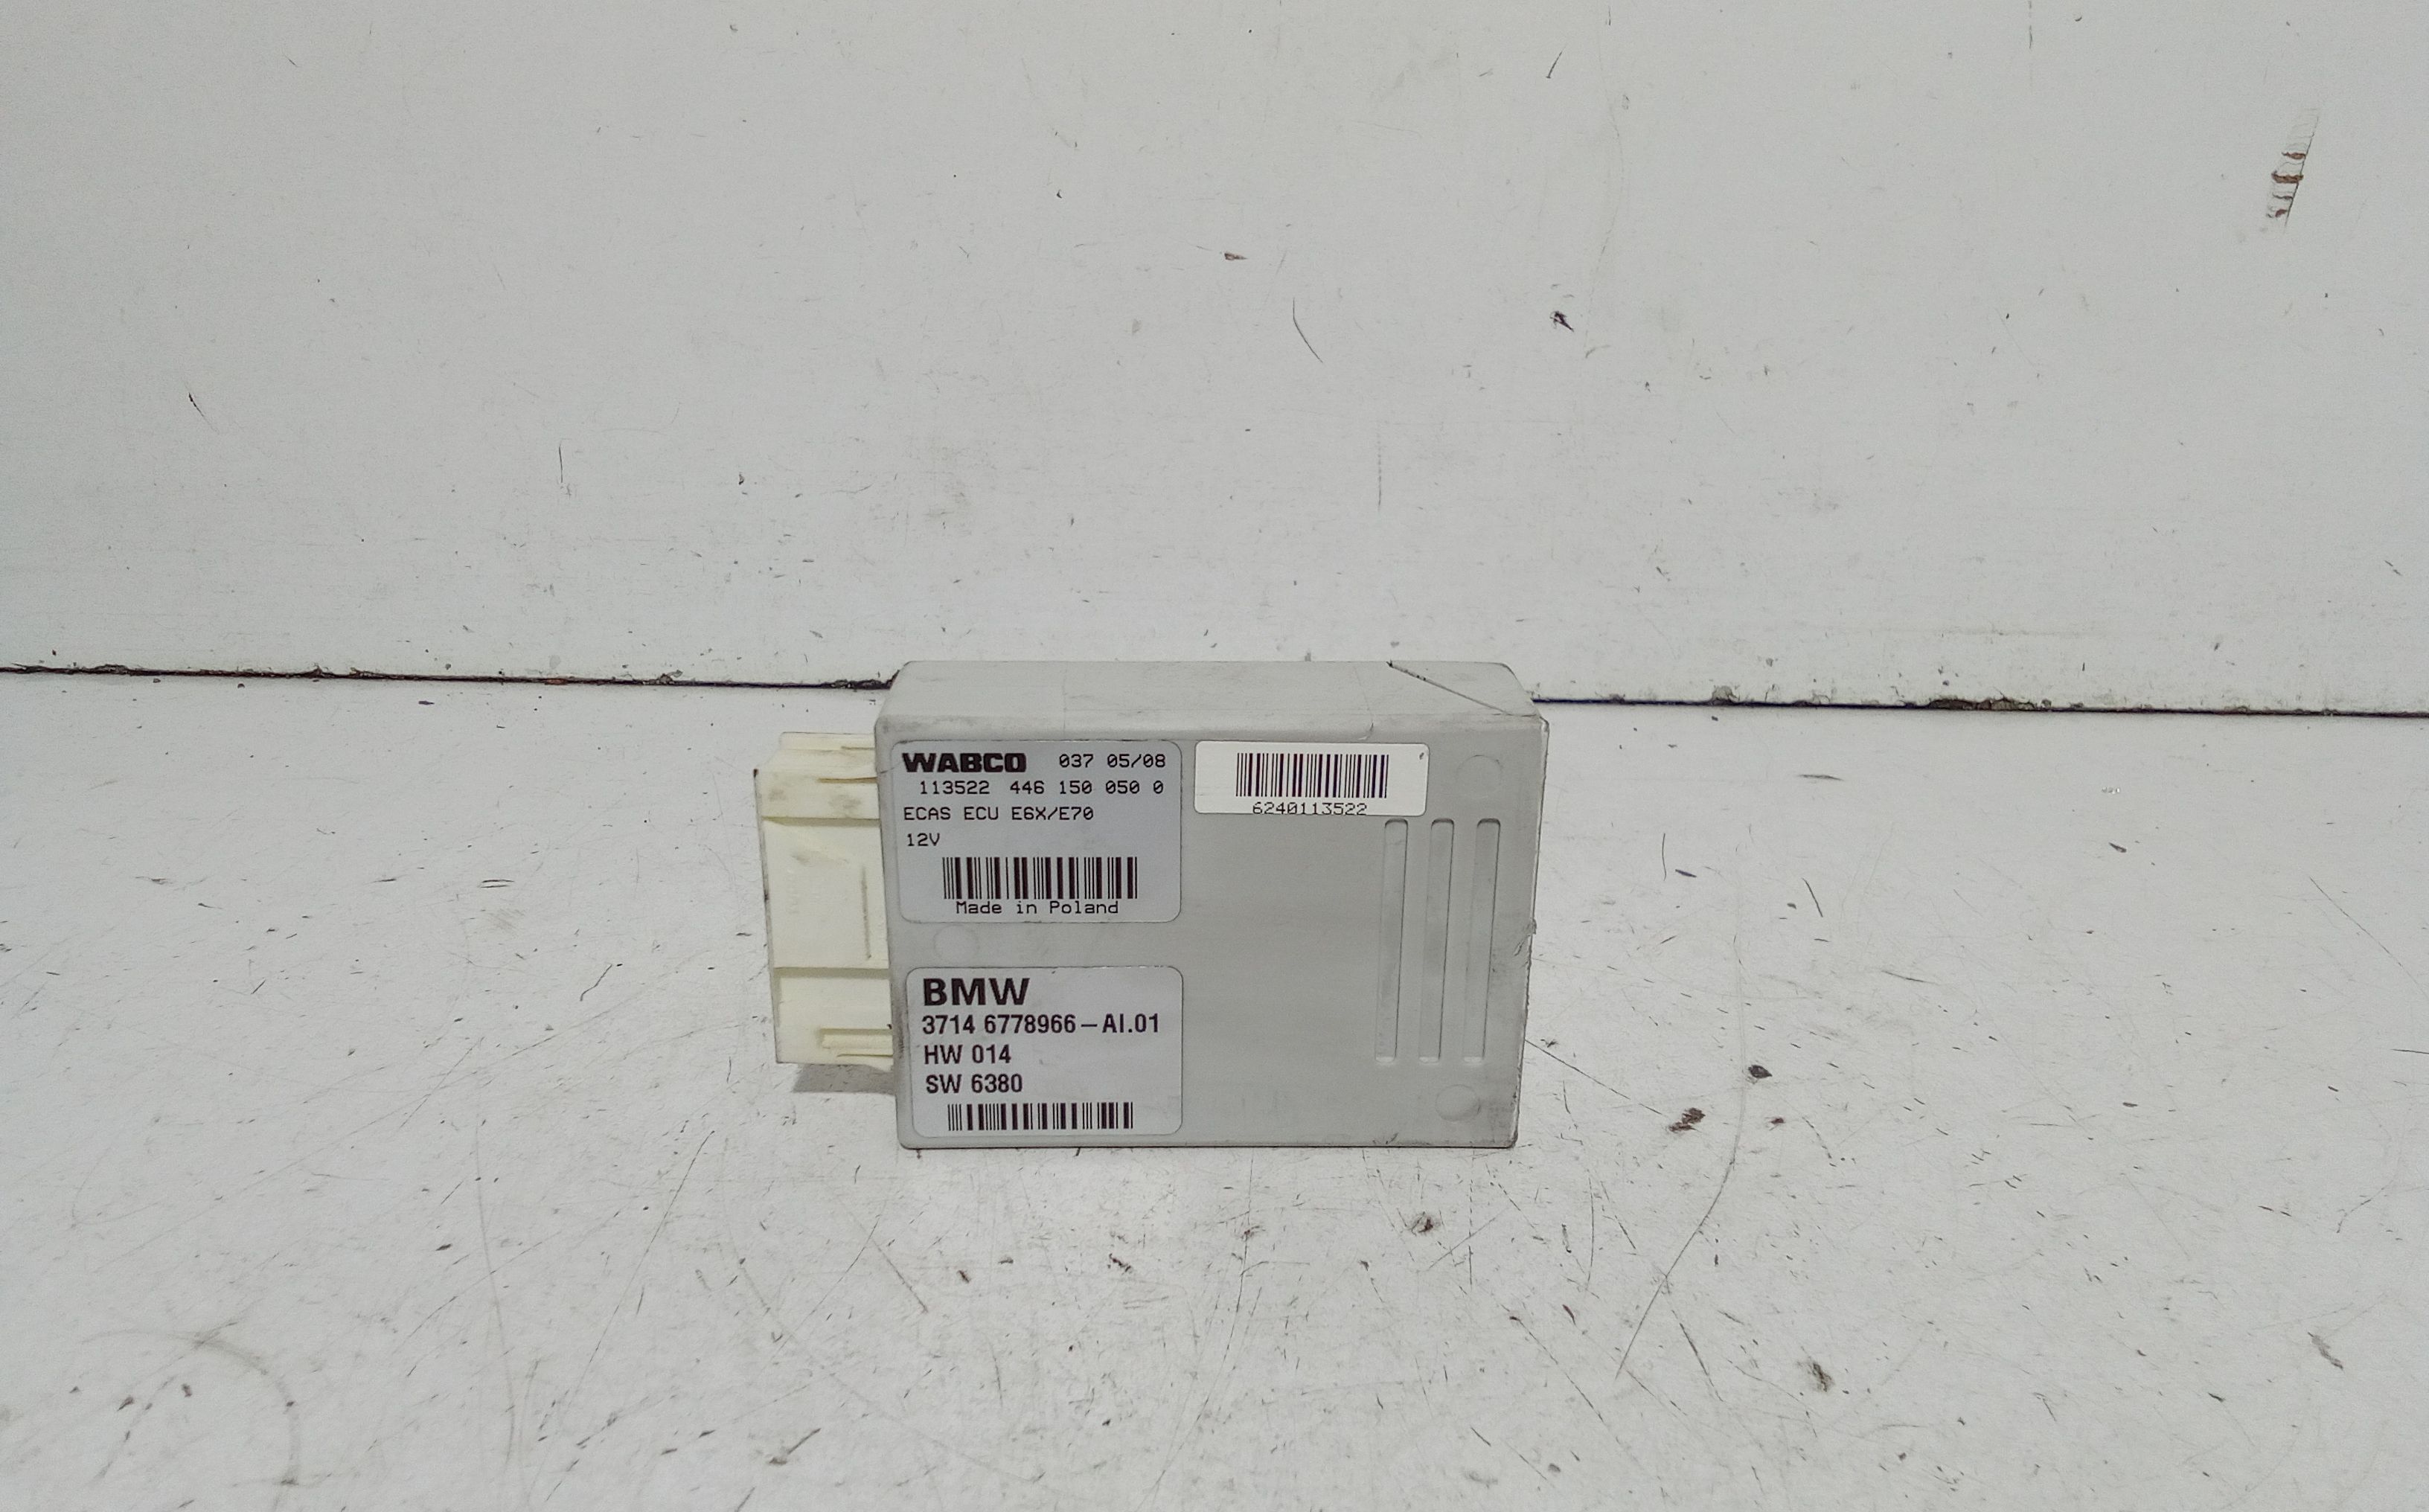 WABCO 037 05/08
113522 446 150 050 0
ECAS ECU E6X/E70
12V
Made in Poland
6240113522
BMW
3714 6778966-AI.01
HW 014
SW 6380